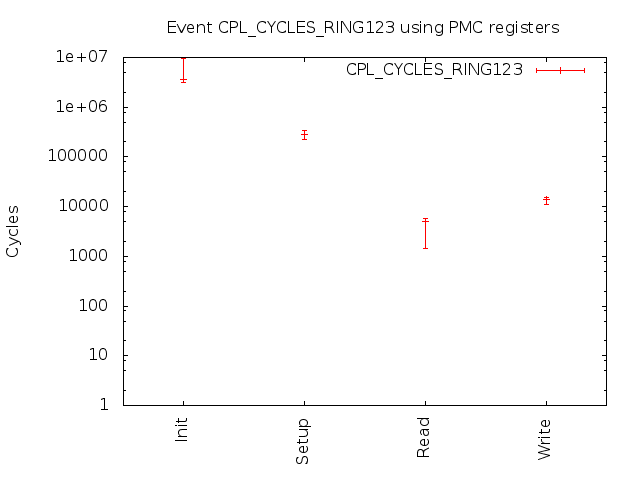 Event CPL_CYCLES_RING123 using PMC registers
CPL_CYCLES_RING123
1e+07
1e+06
100000
10000
1000
100
10
1
Cycles
Init
Setup
Read
Write